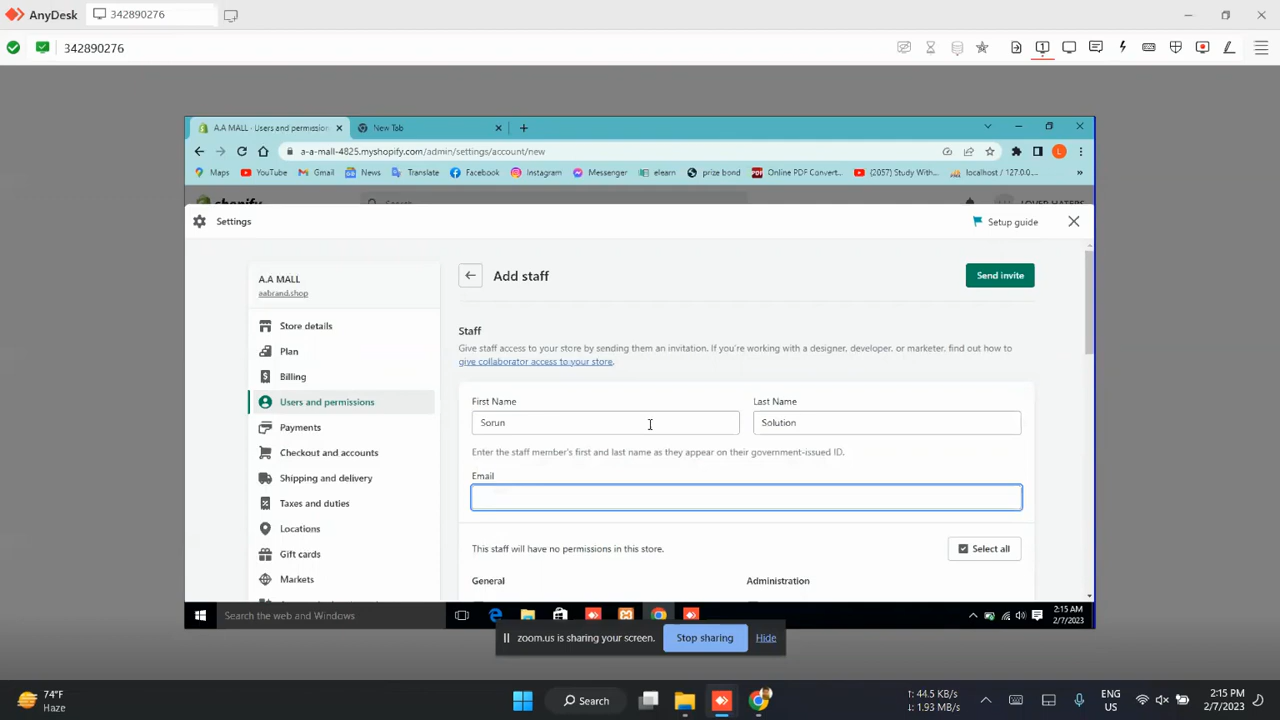 AnyDesk
342890276
342890276
A.A MALL · Users and permission
New Tab
a-a-mall-4825.myshopify.com/admin/settings/account/new
Maps
YouTube
Gmail
News
Translate
Facebook
Instagram
Messenger
elearn
prize bond
Online PDF Convert...
(2057) Study With...
localhost / 127.0.0...
»
shopify
Search
LOVER HATERS
Settings
Setup guide
A.A MALL
aabrand.shop
Store details
Plan
Billing
Users and permissions
Payments
Checkout and accounts
Shipping and delivery
Taxes and duties
Locations
Gift cards
Markets
Add staff
Send invite
Staff
Give staff access to your store by sending them an invitation. If you're working with a designer, developer, or marketer, find out how to
give collaborator access to your store.
First Name
Last Name
Sorun
Solution
Enter the staff member's first and last name as they appear on their government-issued ID.
Email
This staff will have no permissions in this store.
Select all
General
Administration
Search the web and Windows
2:15 AM
2/7/2023
zoom.us is sharing your screen.
Stop sharing
Hide
74°F
Haze
Search
↑: 44.5 KB/s
↓: 1.93 MB/s
ENG
US
2:15 PM
2/7/2023